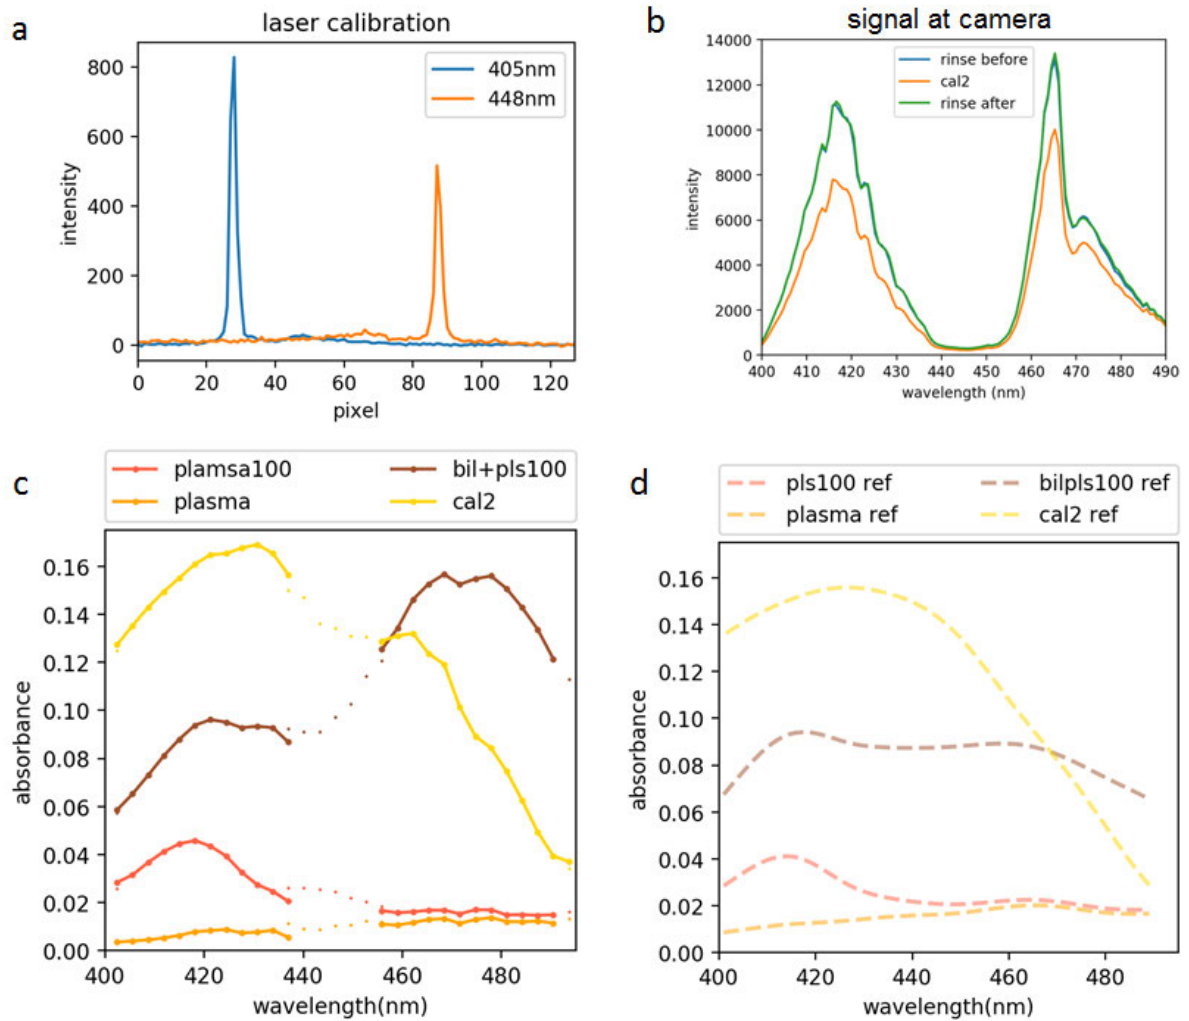 a
laser calibration
405nm
448nm
800
600
400
200
0
intensity
0 20 40 60 80 100 120
pixel
b
signal at camera
rinse before
cal2
rinse after
14000
12000
10000
8000
6000
4000
2000
0
intensity
400 410 420 430 440 450 460 470 480 490
wavelength (nm)
c
plamsa100 bil+pls100
plasma cal2
0.16
0.14
0.12
0.10
0.08
0.06
0.04
0.02
0.00
absorbance
400 420 440 460 480
wavelength(nm)
d
pls100 ref bilpls100 ref
plasma ref cal2 ref
0.16
0.14
0.12
0.10
0.08
0.06
0.04
0.02
0.00
absorbance
400 420 440 460 480
wavelength(nm)